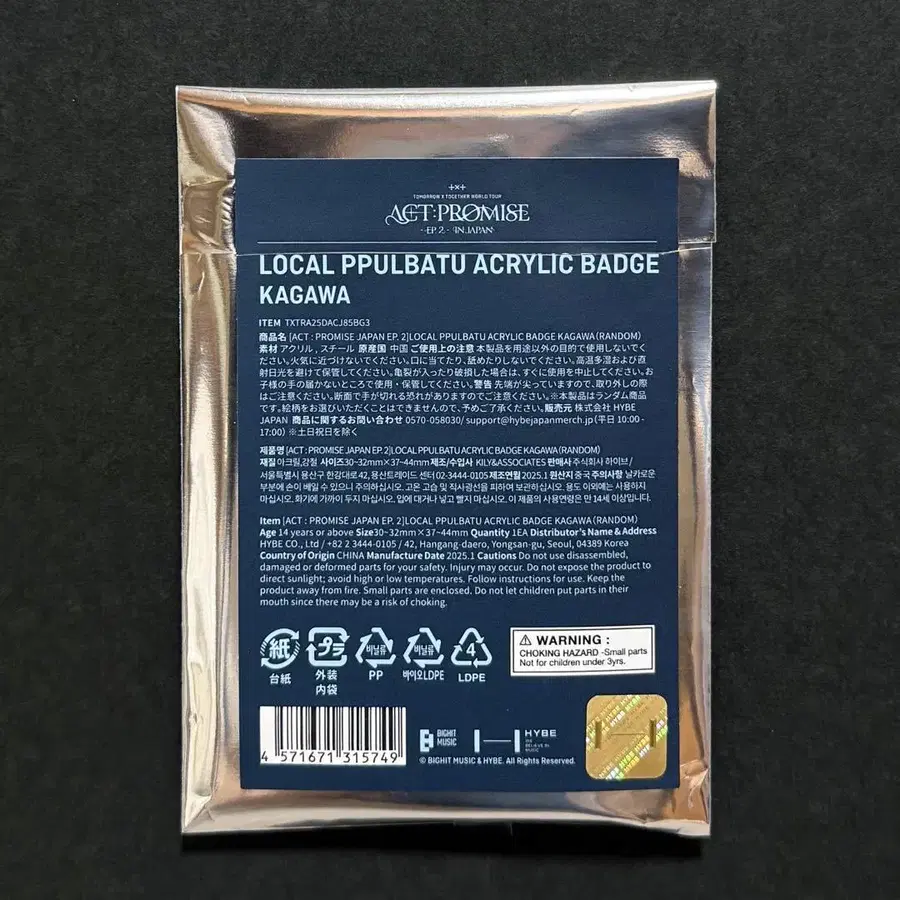 TOMORROW X TOGETHER WORLD TOUR
ACT:PROMISE
-EP. 2- IN JAPAN
LOCAL PPULBATU ACRYLIC BADGE
KAGAWA
ITEM TXTRA25DACJ85BG3
商品名 [ACT : PROMISE JAPAN EP. 2]LOCAL PPULBATU ACRYLIC BADGE KAGAWA(RANDOM)
素材 アクリル , スチール 原産国 中国 ご使用上の注意 本製品を用途以外の目的で使用しないでく
ださい。火気に近づけないでください。口に当てたり、舐めたりしないでください。高温多湿および直
射日光を避けて保管してください。亀裂が入ったり破損した場合は、すぐに使用を中止してください。お
子様の手の届かないところで使用・保管してください。警告 先端が尖っていますので、取り外しの際
はご注意ください。断面で手が切れる恐れがありますのでご注意ください。※本製品はランダム商品
です。絵柄をお選びいただくことはできませんので、予めご了承ください。販売元 株式会社 HYBE
JAPAN 商品に関するお問い合わせ 0570-058030/ support@hybejapanmerch.jp (平日 10:00 -
17:00) ※土日祝日を除く
제품명 [ACT : PROMISE JAPAN EP. 2]LOCAL PPULBATU ACRYLIC BADGE KAGAWA(RANDOM)
재질 아크릴,강철 사이즈30~32mm×37~44mm제조/수입사 KILY&ASSOCIATES 판매사 주식회사 하이브/
서울특별시 용산구 한강대로42, 용산트레이드 센터 02-3444-0105 제조연월 2025.1 원산지 중국 주의사항 날카로운
부분에 손이 베일 수 있으니 주의하십시오. 고온 고습 및 직사광선을 피하여 보관하십시오. 용도 이외에는 사용하지
마십시오. 화기에 가까이 두지 마십시오. 입에 대거나 넣고 빨지 마십시오. 이 제품의 사용연령은 만 14세 이상입니다.
Item [ACT : PROMISE JAPAN EP. 2]LOCAL PPULBATU ACRYLIC BADGE KAGAWA(RANDOM)
Age 14 years or above Size30~32mm×37~44mm Quantity 1EA Distributor's Name & Address
HYBE CO., Ltd / +82 2 3444-0105 / 42, Hangang-daero, Yongsan-gu, Seoul, 04389 Korea
Country of Origin CHINA Manufacture Date 2025.1 Cautions Do not use disassembled,
damaged or deformed parts for your safety. Injury may occur. Do not expose the product to
direct sunlight; avoid high or low temperatures. Follow instructions for use. Keep the
product away from fire. Small parts are enclosed. Do not let children put parts in their
mouth since there may be a risk of choking.
紙 プラ 비닐류 비닐류 4
台紙 外装 内袋 PP 바이오LDPE LDPE
WARNING :
CHOKING HAZARD -Small parts
Not for children under 3yrs.
4 571671 315749
BIGHIT MUSIC
HYBE
WE BELIEVE IN MUSIC
© BIGHIT MUSIC & HYBE. All Rights Reserved.
HYBE HYBE HYBE